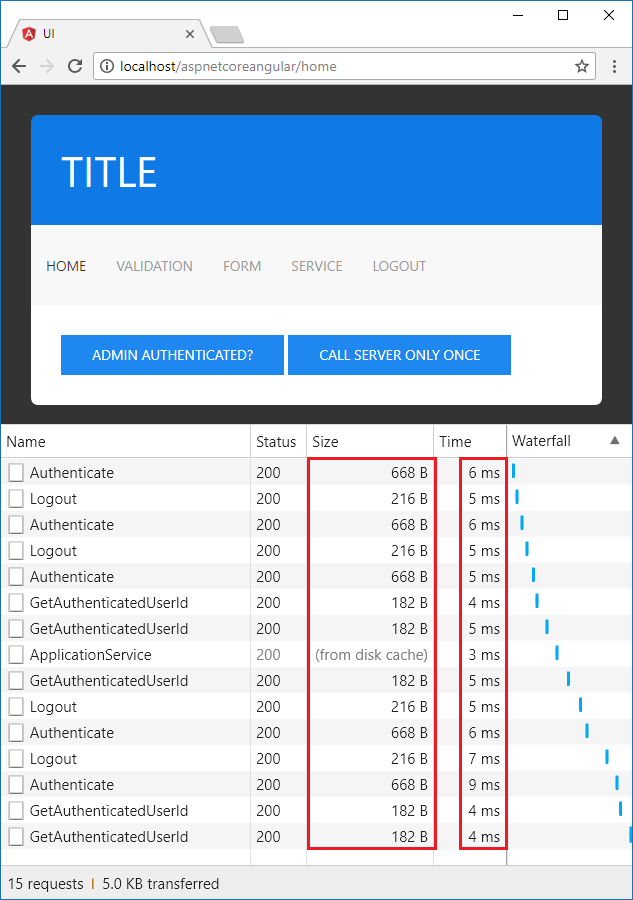 UI
localhost/aspnetcoreangular/home
TITLE
HOME VALIDATION FORM SERVICE LOGOUT
ADMIN AUTHENTICATED? CALL SERVER ONLY ONCE
Name Status Size Time Waterfall
Authenticate 200 668 B 6 ms
Logout 200 216 B 5 ms
Authenticate 200 668 B 6 ms
Logout 200 216 B 5 ms
Authenticate 200 668 B 5 ms
GetAuthenticatedUserId 200 182 B 4 ms
GetAuthenticatedUserId 200 182 B 5 ms
ApplicationService 200 (from disk cache) 3 ms
GetAuthenticatedUserId 200 182 B 5 ms
Logout 200 216 B 5 ms
Authenticate 200 668 B 6 ms
Logout 200 216 B 7 ms
Authenticate 200 668 B 9 ms
GetAuthenticatedUserId 200 182 B 4 ms
GetAuthenticatedUserId 200 182 B 4 ms
15 requests 5.0 KB transferred